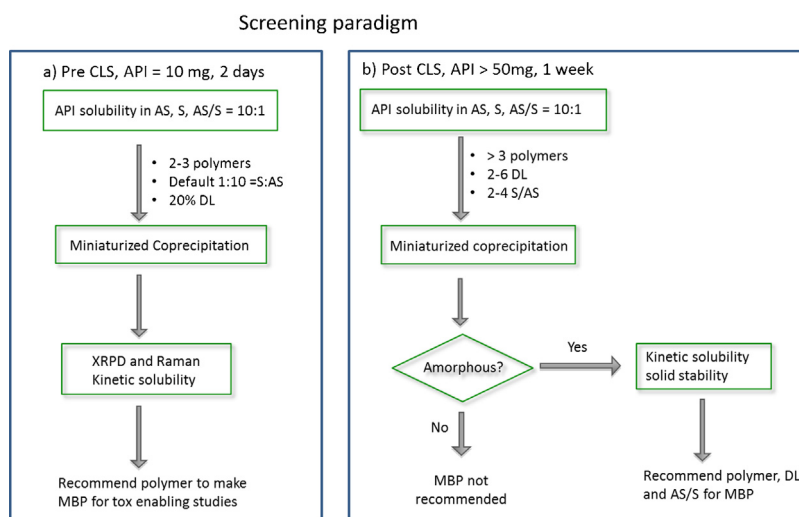 Screening paradigm
a) Pre CLS, API = 10 mg, 2 days
API solubility in AS, S, AS/S = 10:1
• 2-3 polymers
• Default 1:10 =S:AS
• 20% DL
Miniaturized Coprecipitation
XRPD and Raman
Kinetic solubility
Recommend polymer to make
MBP for tox enabling studies
b) Post CLS, API > 50mg, 1 week
API solubility in AS, S, AS/S = 10:1
• > 3 polymers
• 2-6 DL
• 2-4 S/AS
Miniaturized coprecipitation
Amorphous?
Yes
Kinetic solubility
solid stability
No
MBP not
recommended
Recommend polymer, DL
and AS/S for MBP